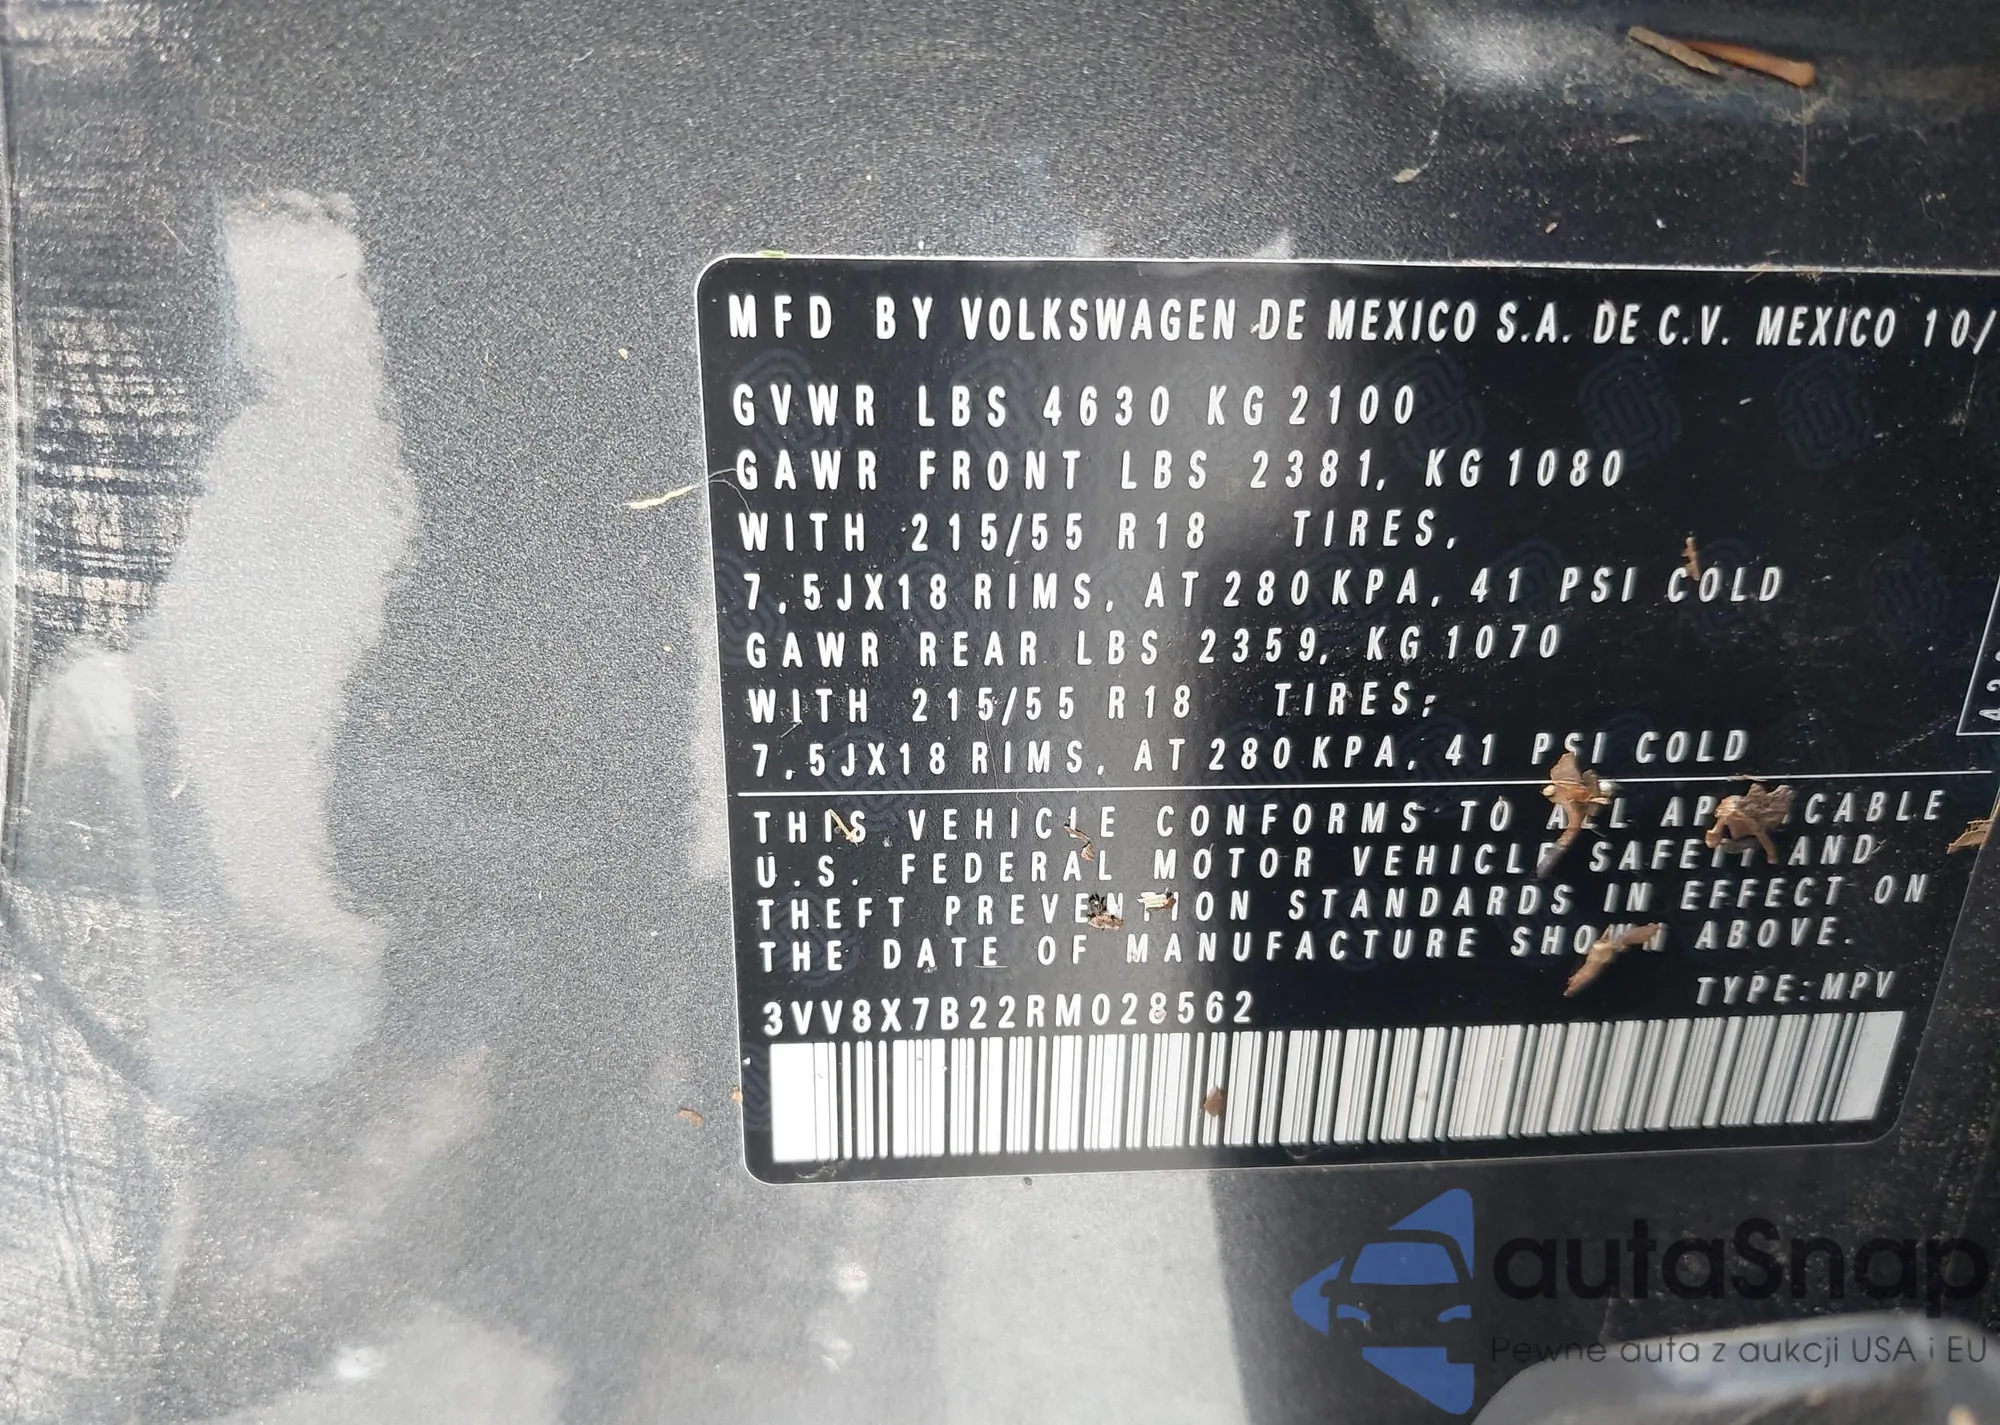 MFD BY VOLKSWAGEN DE MEXICO S.A. DE C.V. MEXICO 10/
GVWR LBS 4630 KG 2100
GAWR FRONT LBS 2381, KG 1080
WITH 215/55 R18 TIRES,
7,5JX18 RIMS, AT 280 KPA, 41 PSI COLD
GAWR REAR LBS 2359, KG 1070
WITH 215/55 R18 TIRES,
7,5JX18 RIMS, AT 280 KPA, 41 PSI COLD
THIS VEHICLE CONFORMS TO ALL APPLICABLE
U.S. FEDERAL MOTOR VEHICLE SAFETY AND
THEFT PREVENTION STANDARDS IN EFFECT ON
THE DATE OF MANUFACTURE SHOWN ABOVE.
TYPE:MPV
3VV8X7B22RM028562
autaSnap
Pewne auta z aukcji USA i EU